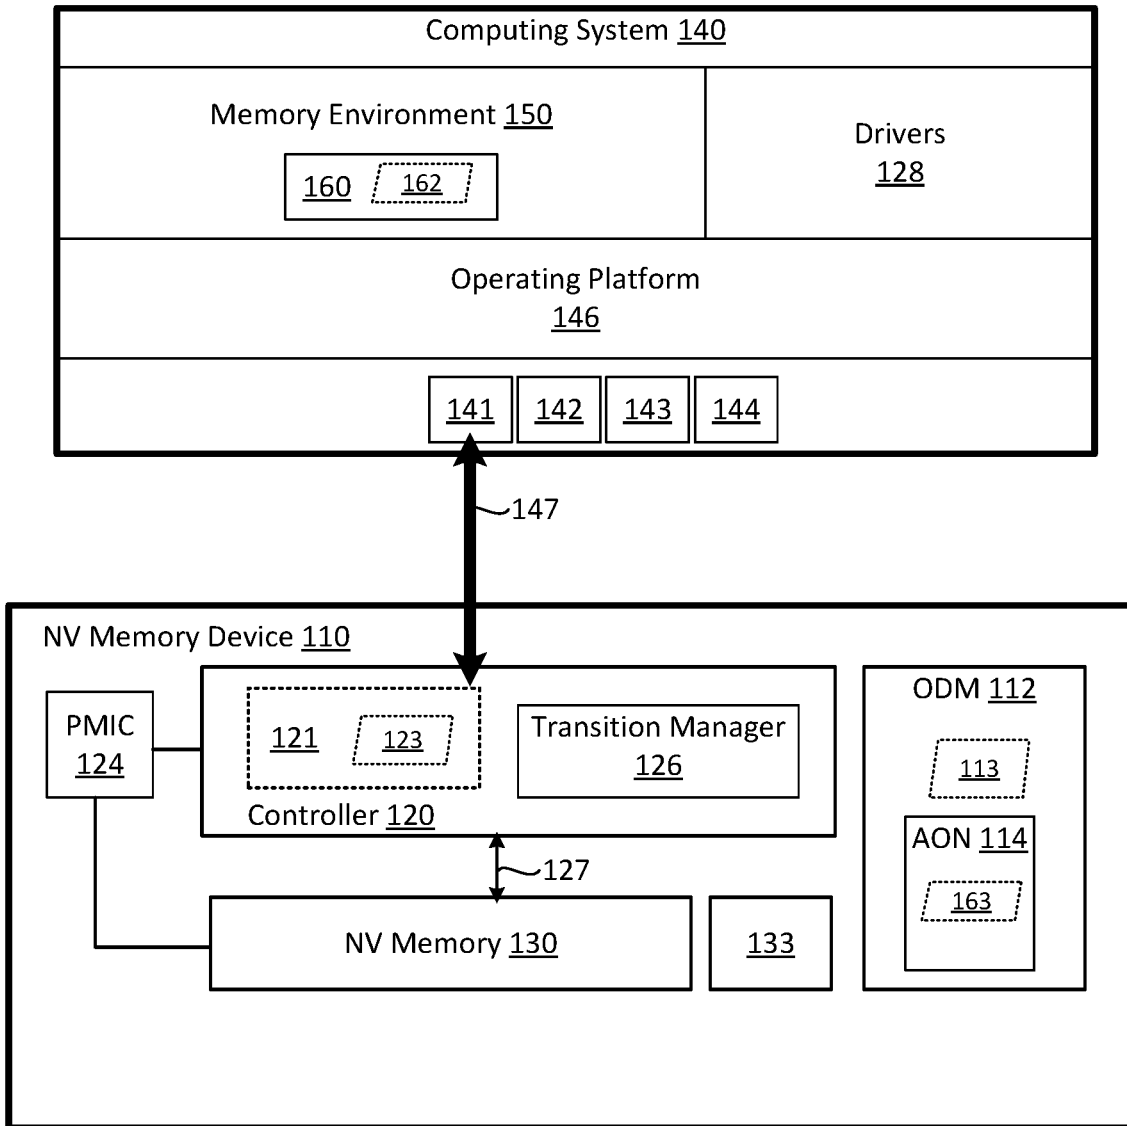 Computing System 140
Memory Environment 150
160
162
Drivers
128
Operating Platform
146
141 142 143 144
147
NV Memory Device 110
PMIC
124
121
123
Transition Manager
126
Controller 120
127
NV Memory 130
133
ODM 112
113
AON 114
163